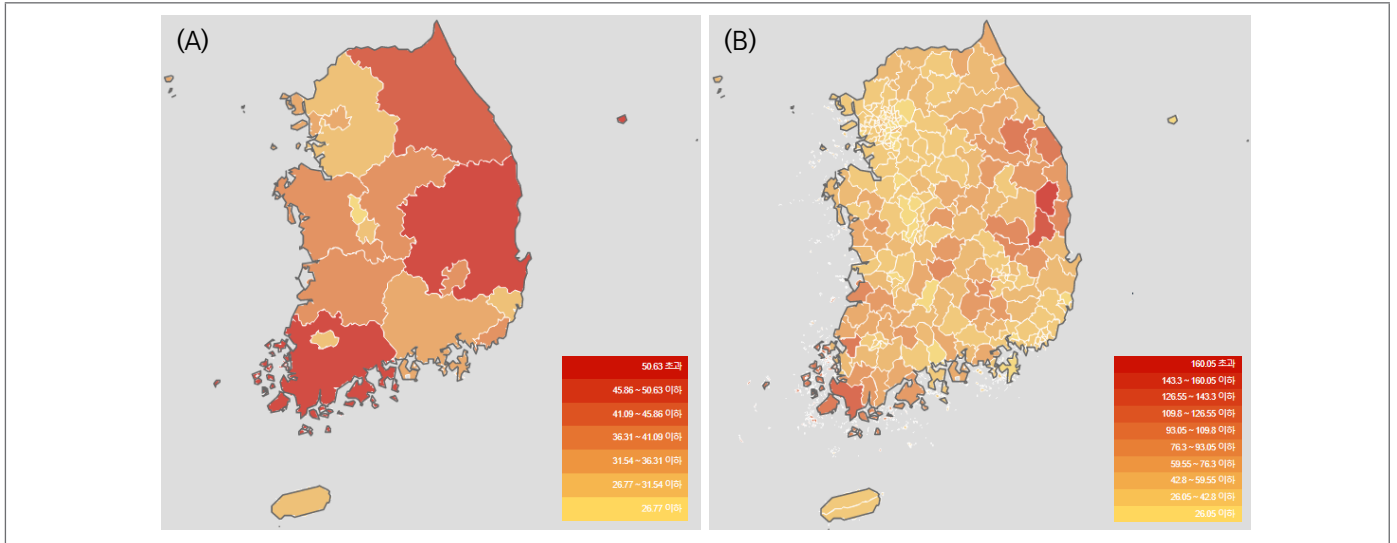 (A)
50.63 초과
45.86 ~ 50.63 이하
41.09 ~ 45.86 이하
36.31 ~ 41.09 이하
31.54 ~ 36.31 이하
26.77 ~ 31.54 이하
26.77 이하
(B)
160.05 초과
143.3 ~ 160.05 이하
126.55 ~ 143.3 이하
109.8 ~ 126.55 이하
93.05 ~ 109.8 이하
76.3 ~ 93.05 이하
59.55 ~ 76.3 이하
42.8 ~ 59.55 이하
26.05 ~ 42.8 이하
26.05 이하